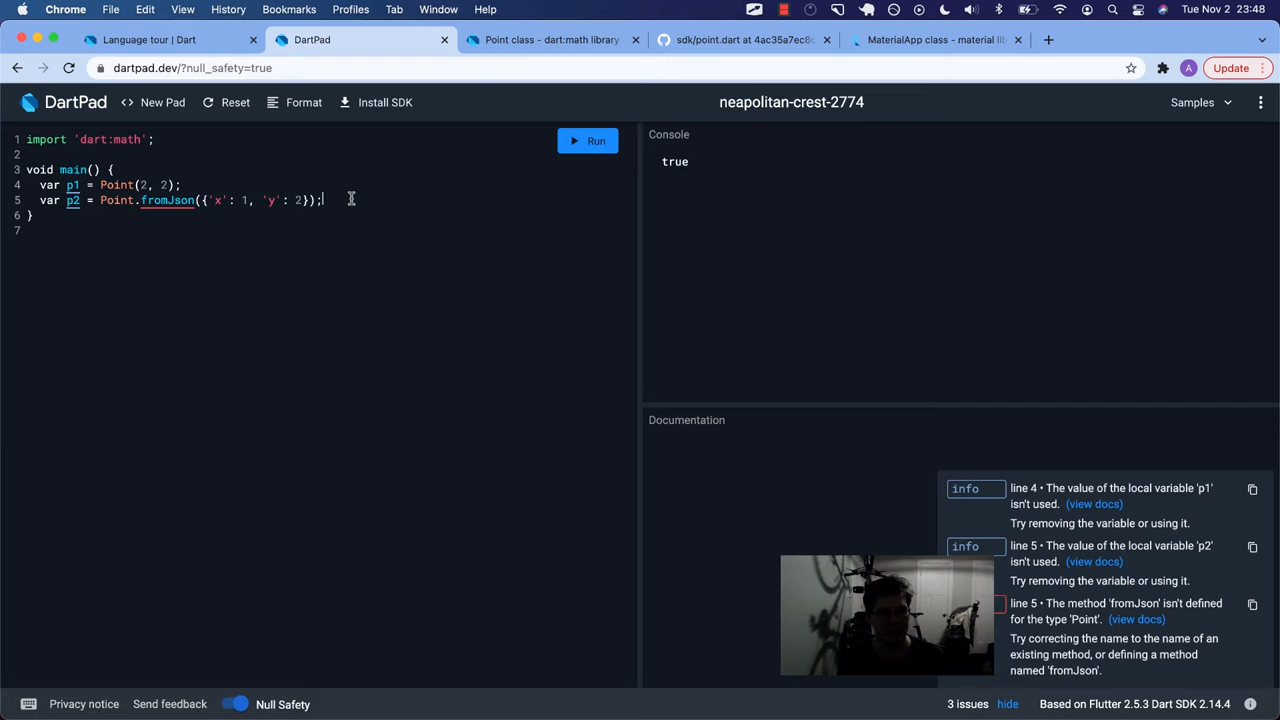 Chrome File Edit View History Bookmarks Profiles Tab Window Help Tue Nov 2 23:48
Language tour | Dart DartPad Point class - dart:math library - sdk/point.dart at 4ac35a7ec8c MaterialApp class - material lib
dartpad.dev/?null_safety=true A Update
DartPad <> New Pad Reset Format Install SDK neapolitan-crest-2774 Samples
1 import 'dart:math';
2
3 void main() {
4 var p1 = Point(2, 2);
5 var p2 = Point.fromJson({'x': 1, 'y': 2});
6 }
7
Run
Console
true
Documentation
info line 4 • The value of the local variable 'p1'
isn't used. (view docs)
Try removing the variable or using it.
info line 5 • The value of the local variable 'p2'
isn't used. (view docs)
Try removing the variable or using it.
line 5 • The method 'fromJson' isn't defined
for the type 'Point'. (view docs)
Try correcting the name to the name of an
existing method, or defining a method
named 'fromJson'.
Privacy notice Send feedback Null Safety 3 issues hide Based on Flutter 2.5.3 Dart SDK 2.14.4